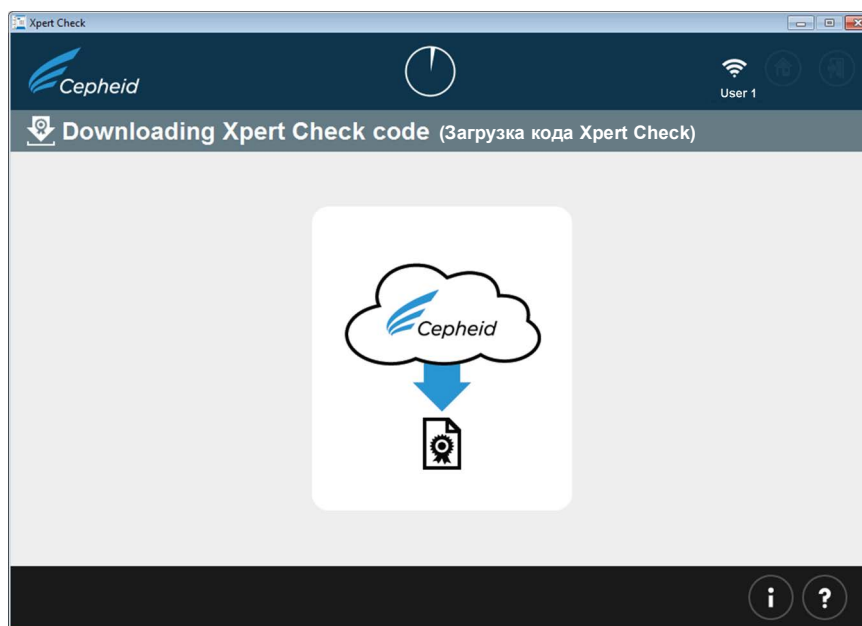 Xpert Check
Cepheid
User 1
Downloading Xpert Check code (Загрузка кода Xpert Check)
Cepheid
i ?